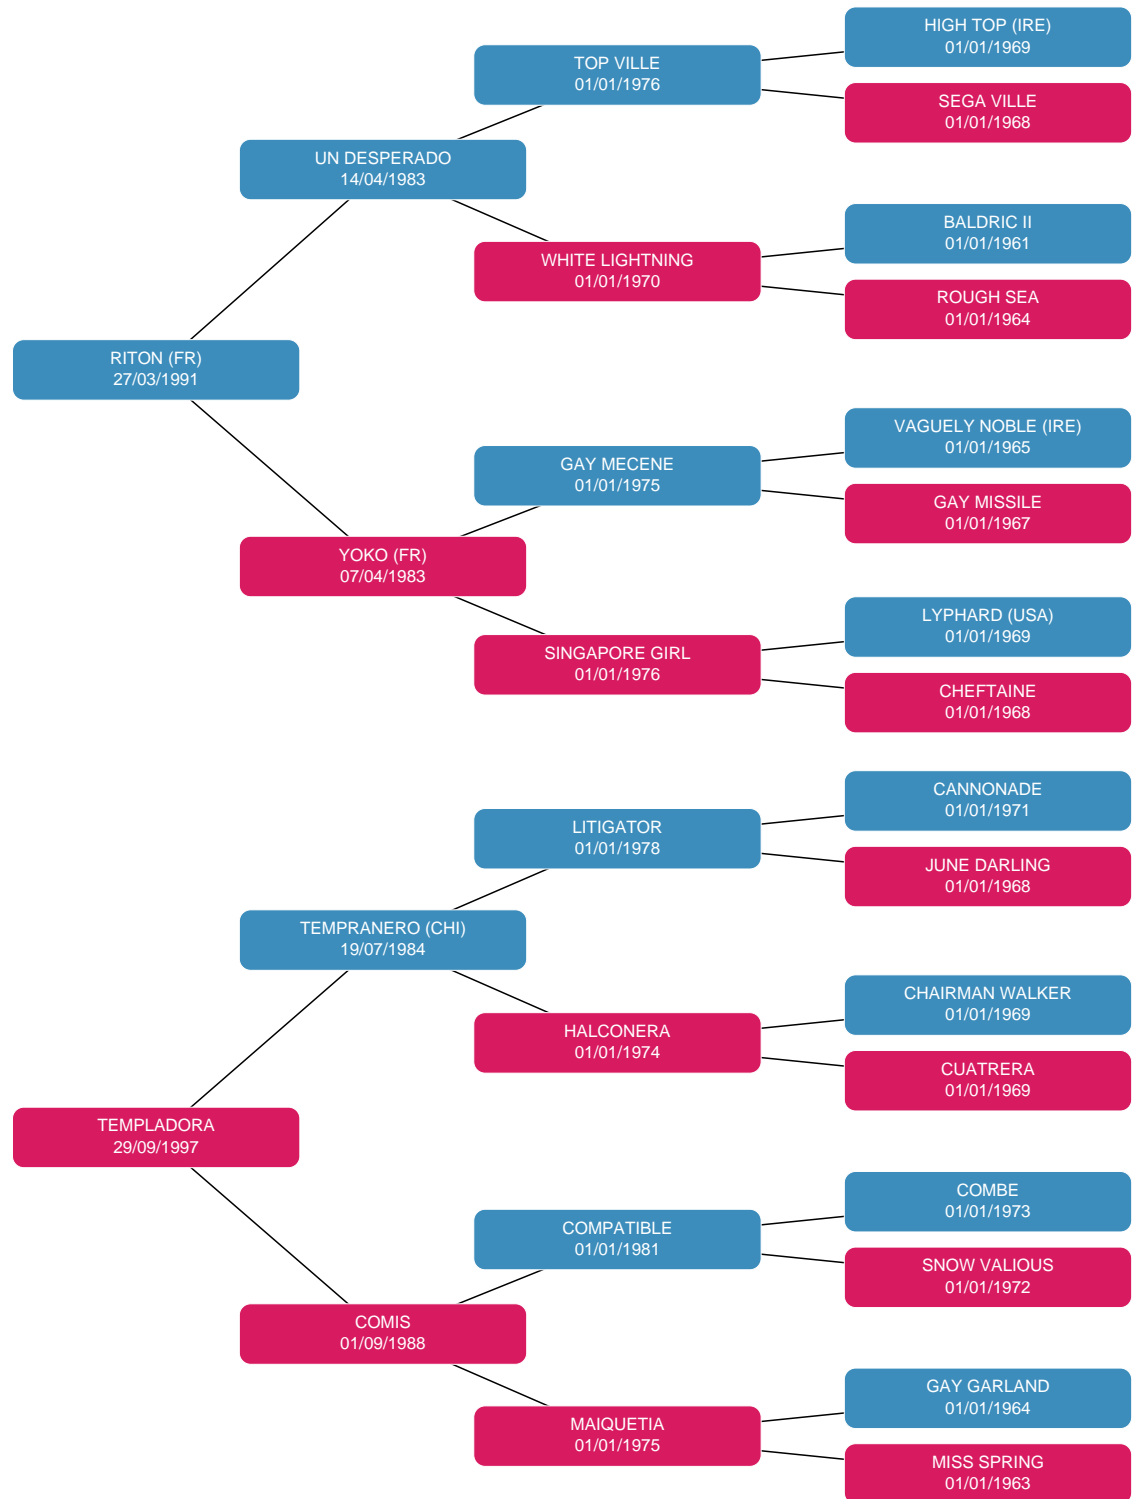 HIGH TOP (IRE)
01/01/1969
TOP VILLE
01/01/1976
SEGA VILLE
01/01/1968
UN DESPERADO
14/04/1983
BALDRIC II
01/01/1961
WHITE LIGHTNING
01/01/1970
ROUGH SEA
01/01/1964
RITON (FR)
27/03/1991
VAGUELY NOBLE (IRE)
01/01/1965
GAY MECENE
01/01/1975
GAY MISSILE
01/01/1967
YOKO (FR)
07/04/1983
LYPHARD (USA)
01/01/1969
SINGAPORE GIRL
01/01/1976
CHEFTAINE
01/01/1968
CANNONADE
01/01/1971
LITIGATOR
01/01/1978
JUNE DARLING
01/01/1968
TEMPRANERO (CHI)
19/07/1984
CHAIRMAN WALKER
01/01/1969
HALCONERA
01/01/1974
CUATRERA
01/01/1969
TEMPLADORA
29/09/1997
COMBE
01/01/1973
COMPATIBLE
01/01/1981
SNOW VALIOUS
01/01/1972
COMIS
01/09/1988
GAY GARLAND
01/01/1964
MAIQUETIA
01/01/1975
MISS SPRING
01/01/1963